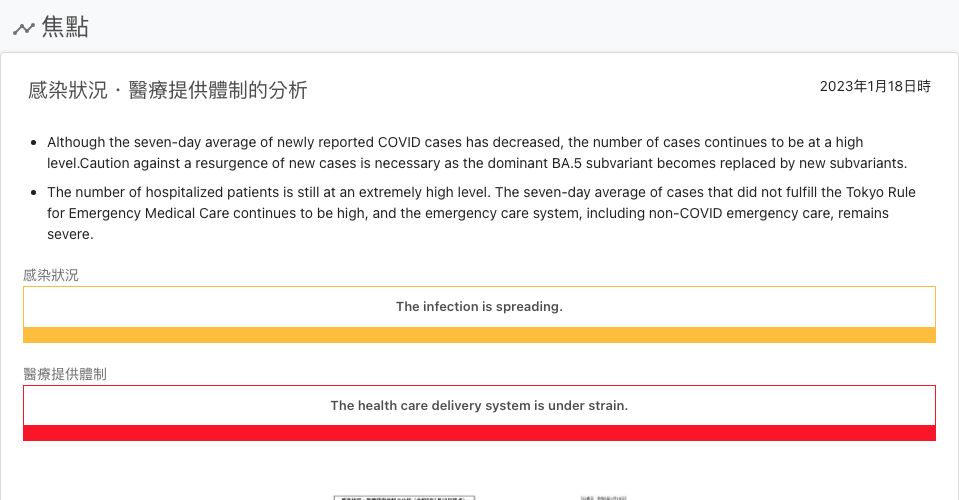 焦點
感染狀況・醫療提供體制的分析
2023年1月18日時
Although the seven-day average of newly reported COVID cases has decreased, the number of cases continues to be at a high
level.Caution against a resurgence of new cases is necessary as the dominant BA.5 subvariant becomes replaced by new subvariants.
The number of hospitalized patients is still at an extremely high level. The seven-day average of cases that did not fulfill the Tokyo Rule
for Emergency Medical Care continues to be high, and the emergency care system, including non-COVID emergency care, remains
severe.
感染狀況
The infection is spreading.
醫療提供體制
The health care delivery system is under strain.